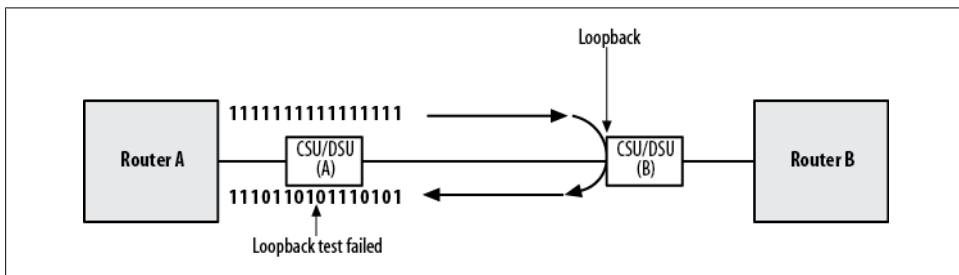 Loopback
1111111111111111
Router A
CSU/DSU
(A)
CSU/DSU
(B)
Router B
1110110101110101
Loopback test failed